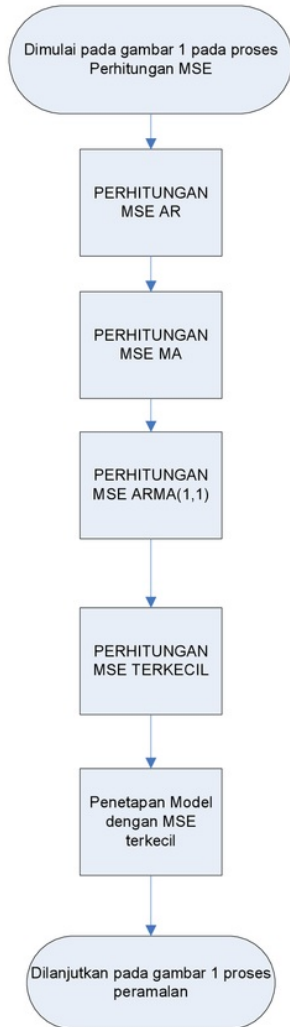 Dimulai pada gambar 1 pada proses
Perhitungan MSE
PERHITUNGAN
MSE AR
PERHITUNGAN
MSE MA
PERHITUNGAN
MSE ARMA(1,1)
PERHITUNGAN
MSE TERKECIL
Penetapan Model
dengan MSE
terkecil
Dilanjutkan pada gambar 1 proses
peramalan